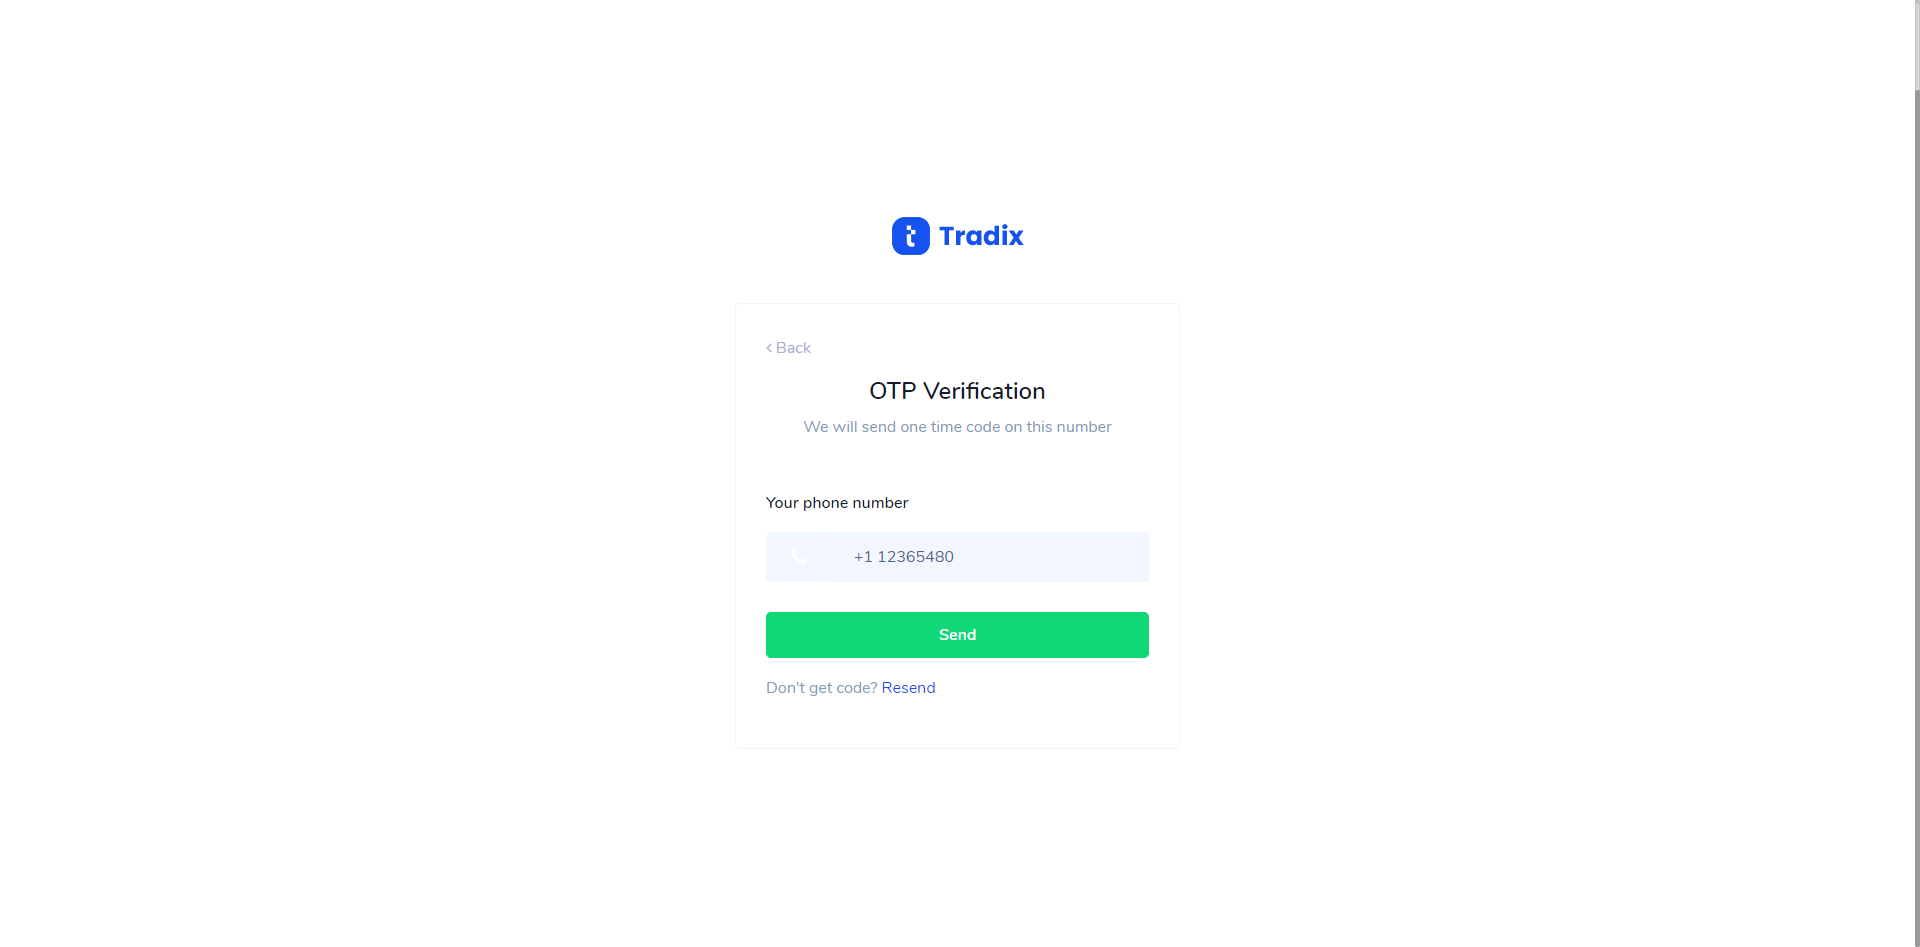 Tradix
Back
OTP Verification
We will send one time code on this number
Your phone number
+1 12365480
Send
Don't get code? Resend